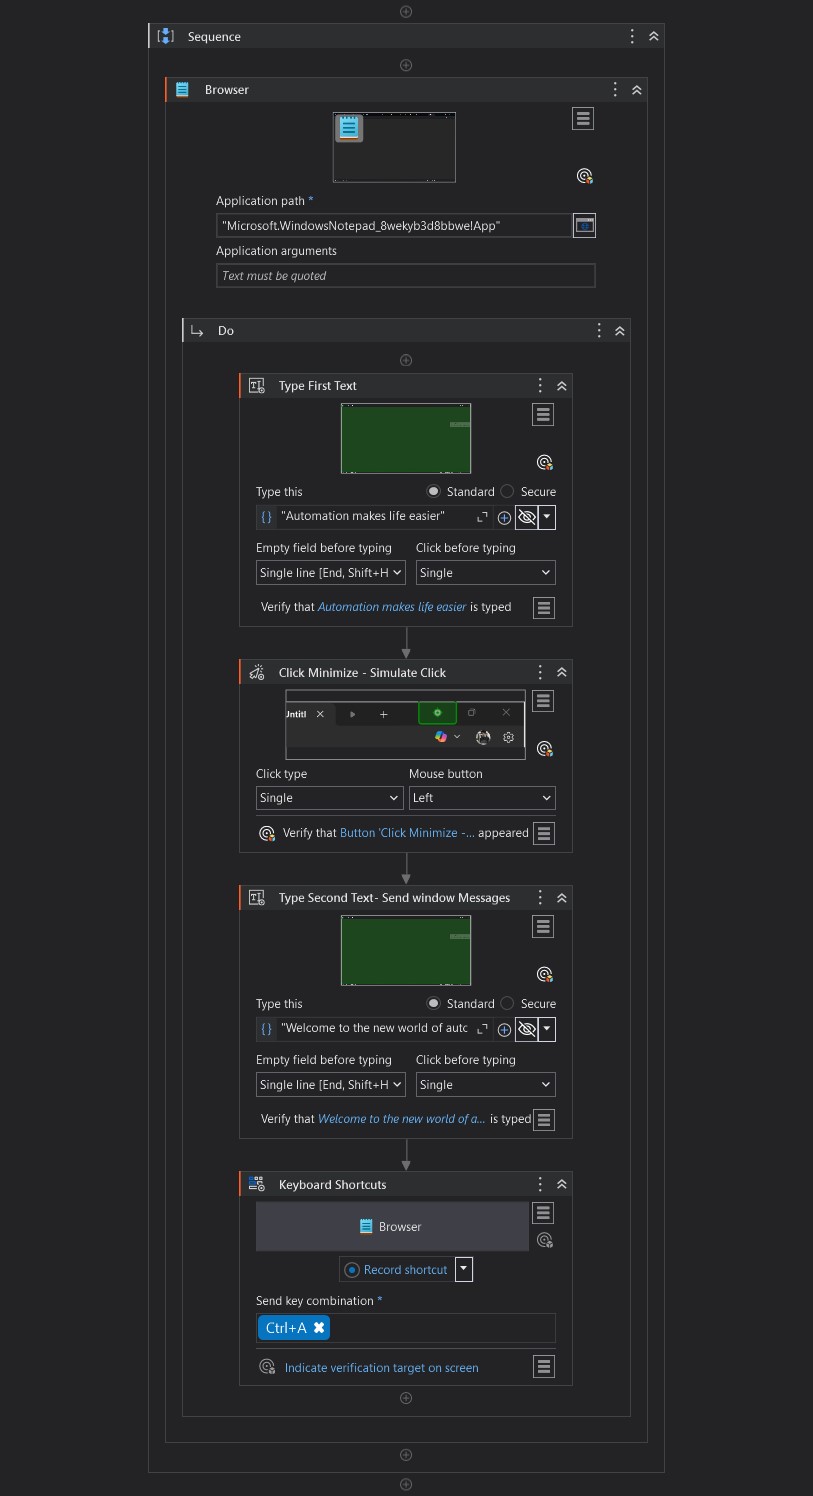 Sequence
Browser
Application path *
"Microsoft.WindowsNotepad_8wekyb3d8bbwe!App"
Application arguments
Text must be quoted
Do
Type First Text
Type this Standard Secure
{} "Automation makes life easier"
Empty field before typing Click before typing
Single line [End, Shift+H Single
Verify that Automation makes life easier is typed
Click Minimize - Simulate Click
Untitl
Click type Mouse button
Single Left
Verify that Button 'Click Minimize -... appeared
Type Second Text- Send window Messages
Type this Standard Secure
{} "Welcome to the new world of autc
Empty field before typing Click before typing
Single line [End, Shift+H Single
Verify that Welcome to the new world of a... is typed
Keyboard Shortcuts
Browser
Record shortcut
Send key combination *
Ctrl+A
Indicate verification target on screen